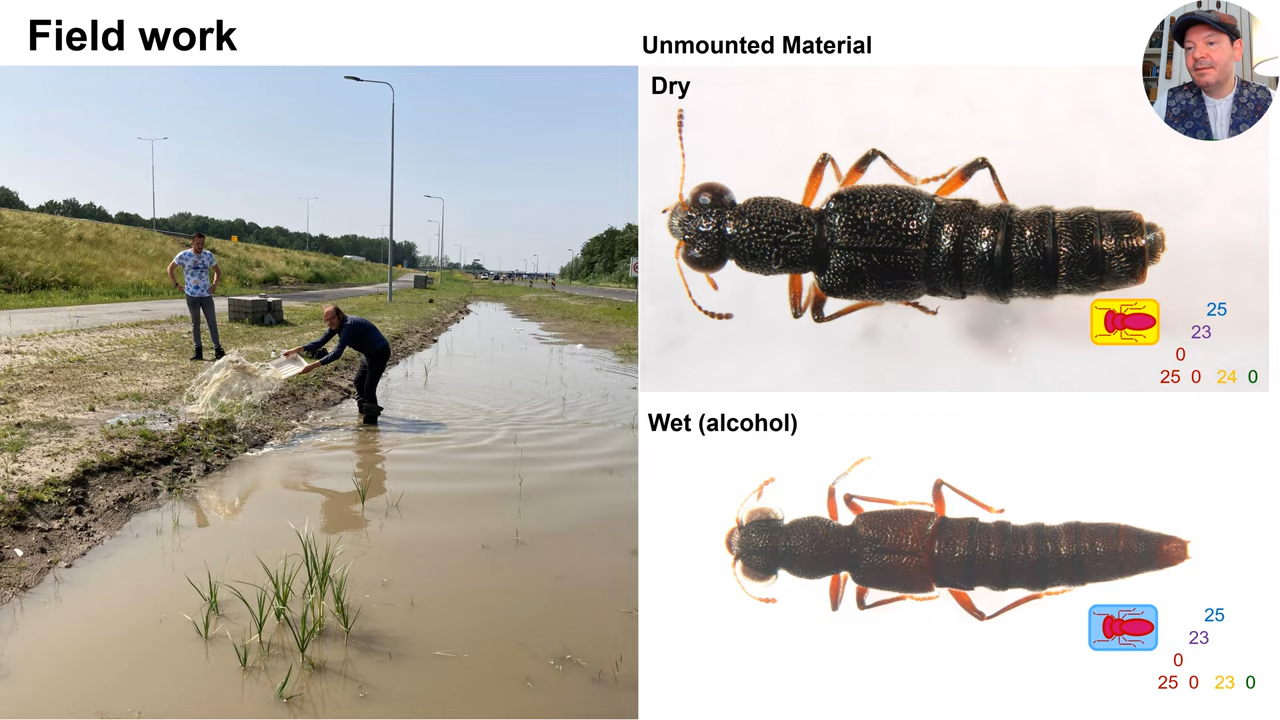 Field work
Unmounted Material
Dry
25
23
0
25 0 24 0
Wet (alcohol)
25
23
0
25 0 23 0